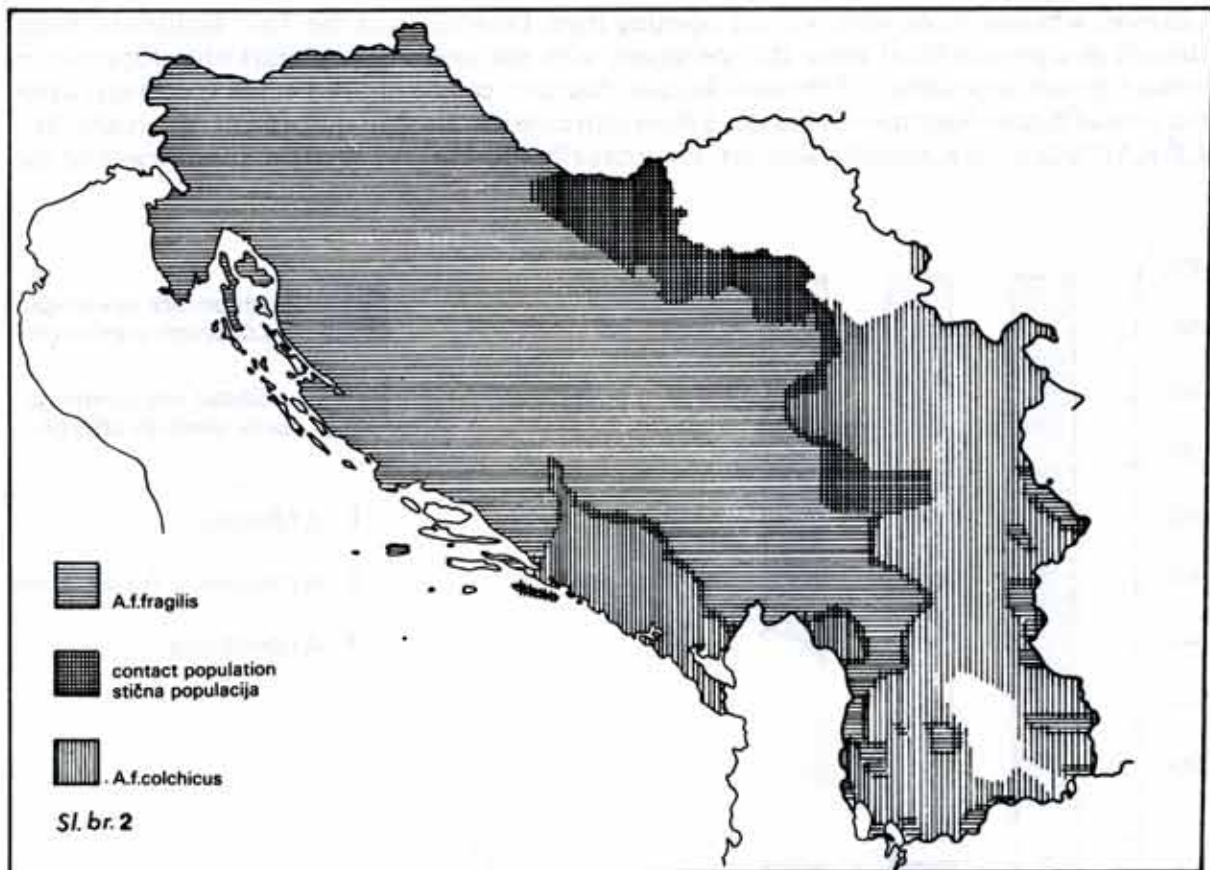 A.f.fragilis
contact population
stična populacija
A.f.colchicus
Sl. br. 2